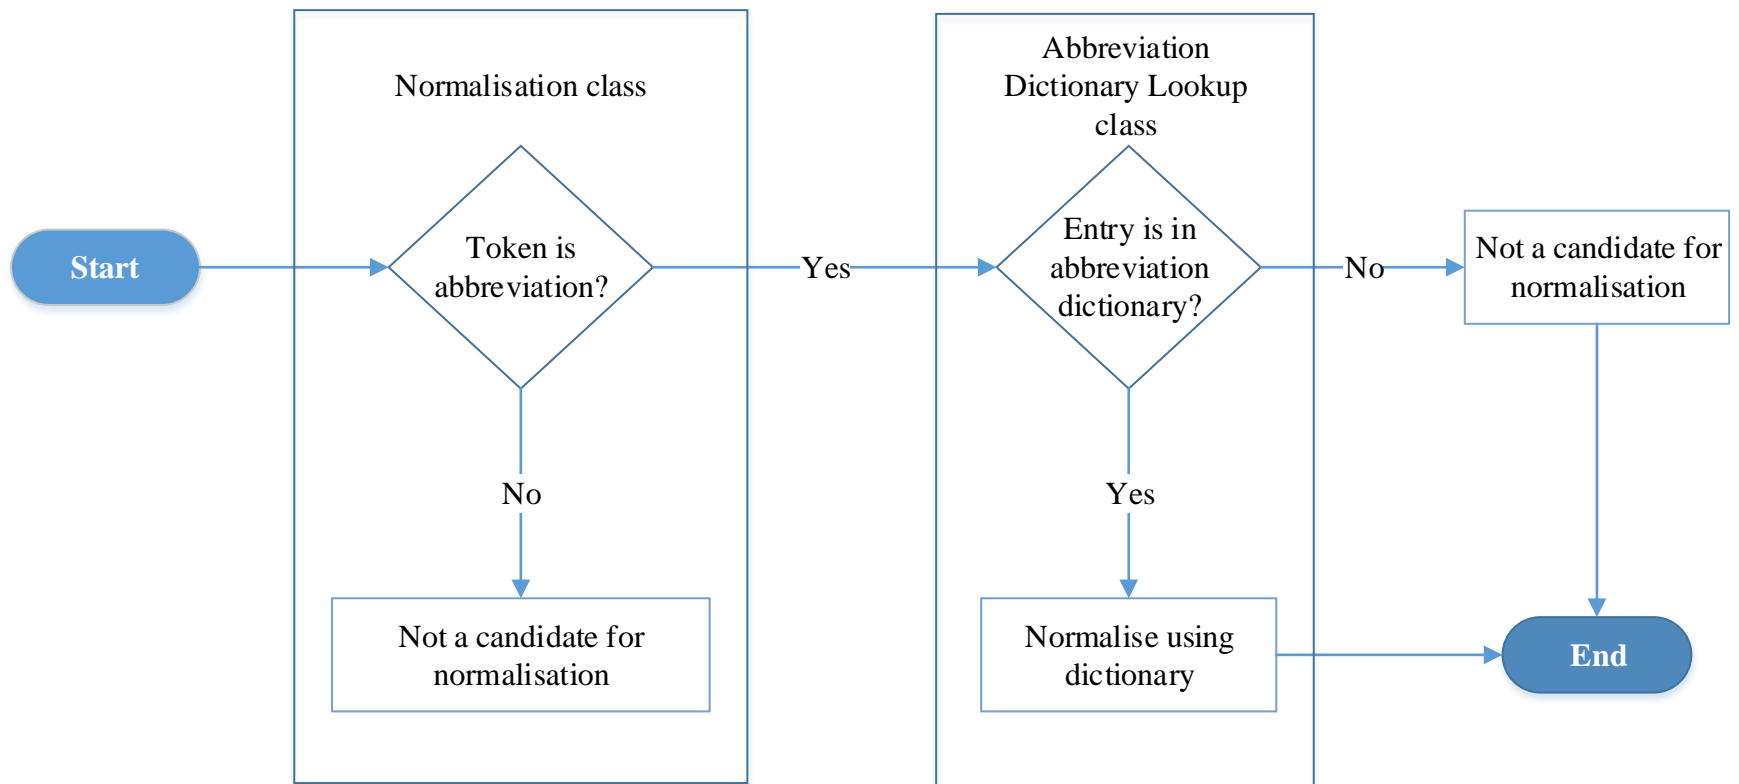 Start
Normalisation class
Token is
abbreviation?
No
Not a candidate for
normalisation
Yes
Abbreviation
Dictionary Lookup
class
Entry is in
abbreviation
dictionary?
Yes
Normalise using
dictionary
No
Not a candidate for
normalisation
End